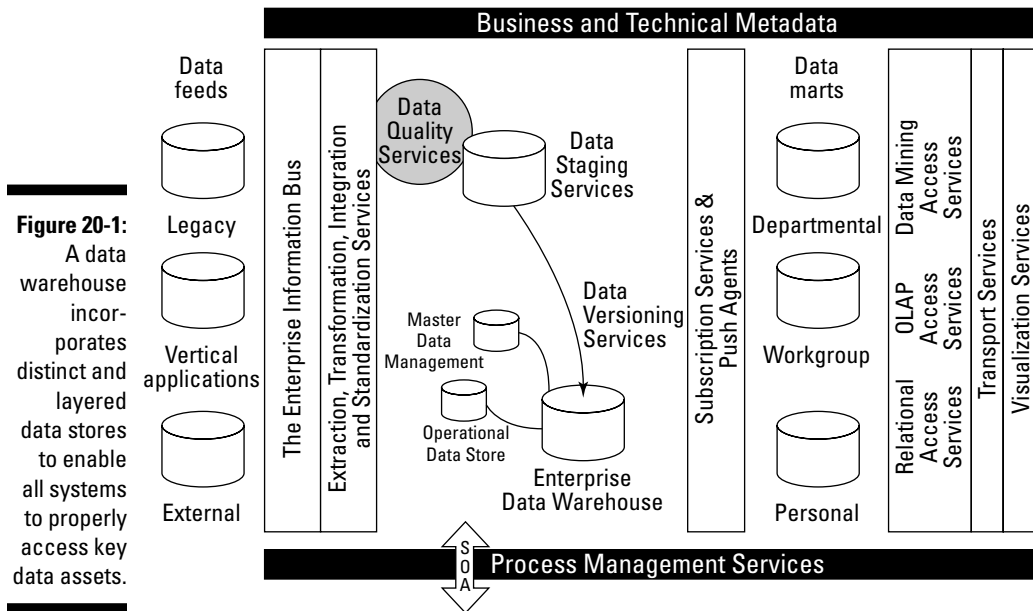 Business and Technical Metadata
Figure 20-1:
A data
warehouse
incor-
porates
distinct and
layered
data stores
to enable
all systems
to properly
access key
data assets.
Data
feeds
Legacy
Vertical
applications
External
The Enterprise Information Bus
Extraction, Transformation, Integration
and Standardization Services
Data
Quality
Services
Data
Staging
Services
Data
Versioning
Services
Master
Data
Management
Operational
Data Store
Enterprise
Data Warehouse
Subscription Services &
Push Agents
Data
marts
Departmental
Workgroup
Personal
Data Mining
Access
Services
OLAP
Access
Services
Relational
Access
Services
Transport Services
Visualization Services
SOA
Process Management Services